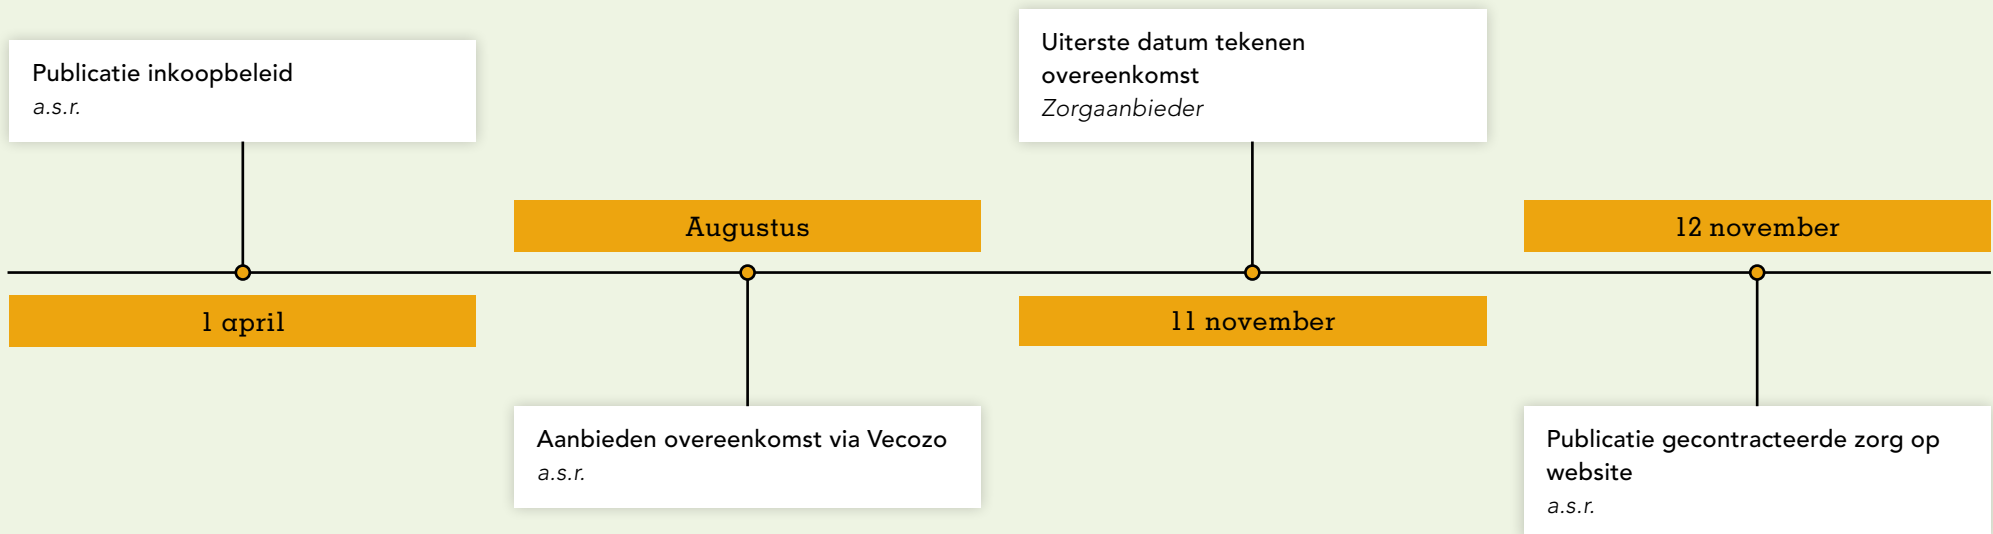 Publicatie inkoopbeleid
a.s.r.
1 april
Augustus
Aanbieden overeenkomst via Vecozo
a.s.r.
Uiterste datum tekenen
overeenkomst
Zorgaanbieder
11 november
12 november
Publicatie gecontracteerde zorg op
website
a.s.r.